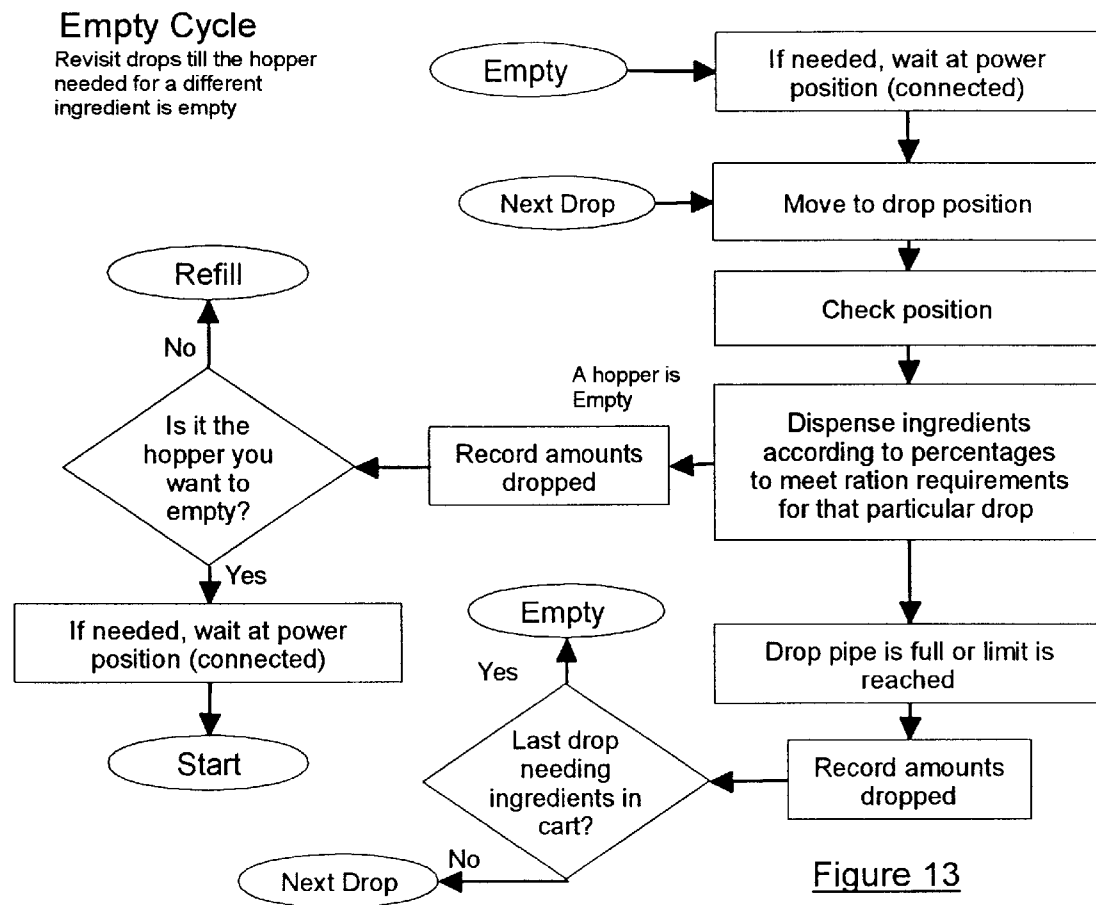 Empty Cycle
Revisit drops till the hopper
needed for a different
ingredient is empty
Empty
If needed, wait at power
position (connected)
Next Drop
Move to drop position
Check position
Dispense ingredients
according to percentages
to meet ration requirements
for that particular drop
A hopper is
Empty
Record amounts
dropped
Is it the
hopper you
want to
empty?
No
Refill
Yes
If needed, wait at power
position (connected)
Start
Drop pipe is full or limit is
reached
Record amounts
dropped
Last drop
needing
ingredients in
cart?
Yes
Empty
No
Next Drop
Figure 13